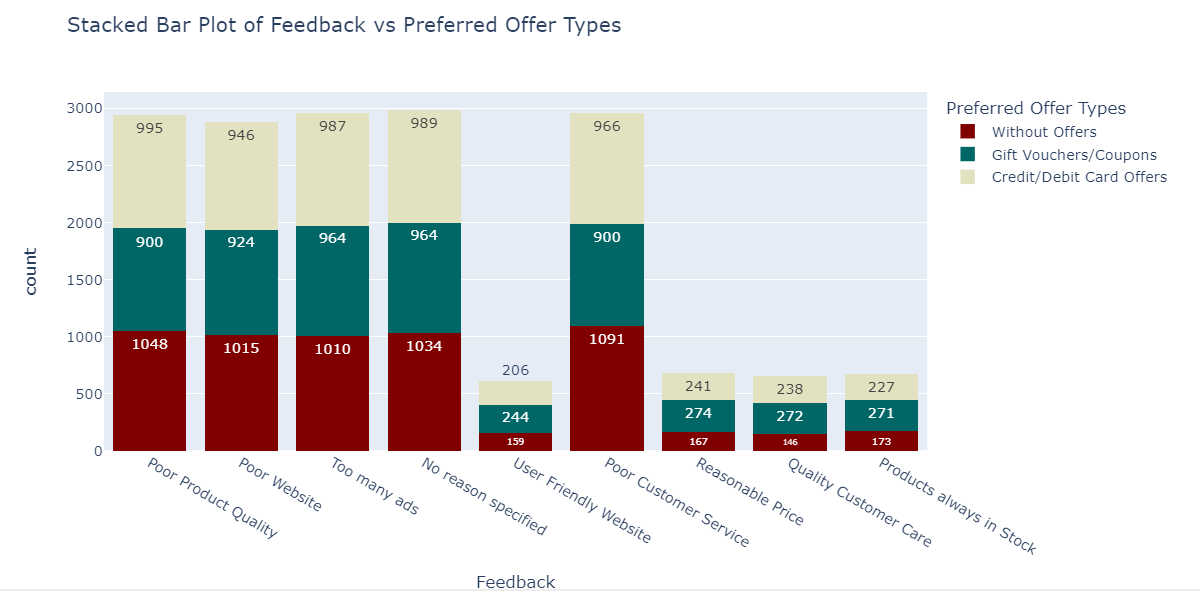 Stacked Bar Plot of Feedback vs Preferred Offer Types
Preferred Offer Types
Without Offers
Gift Vouchers/Coupons
Credit/Debit Card Offers
count
3000
2500
2000
1500
1000
500
0
995 946 987 989 206 966 241 238 227
900 924 964 964 244 900 274 272 271
1048 1015 1010 1034 159 1091 167 146 173
Poor Product Quality
Poor Website
Too many ads
No reason specified
User Friendly Website
Poor Customer Service
Reasonable Price
Quality Customer Care
Products always in Stock
Feedback